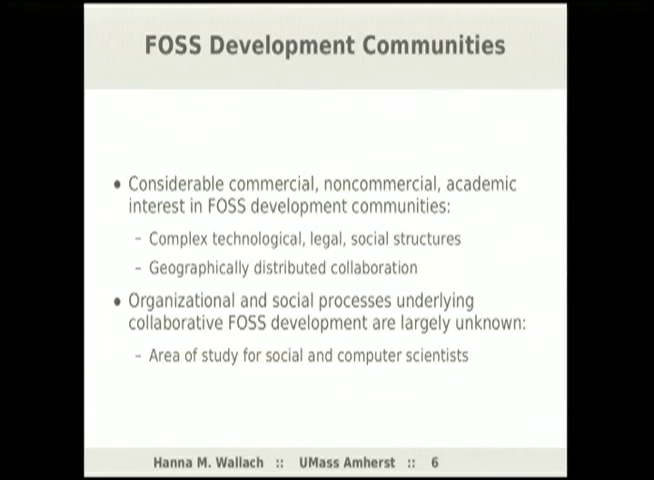 FOSS Development Communities
• Considerable commercial, noncommercial, academic
interest in FOSS development communities:
– Complex technological, legal, social structures
– Geographically distributed collaboration
• Organizational and social processes underlying
collaborative FOSS development are largely unknown:
– Area of study for social and computer scientists
Hanna M. Wallach :: UMass Amherst :: 6